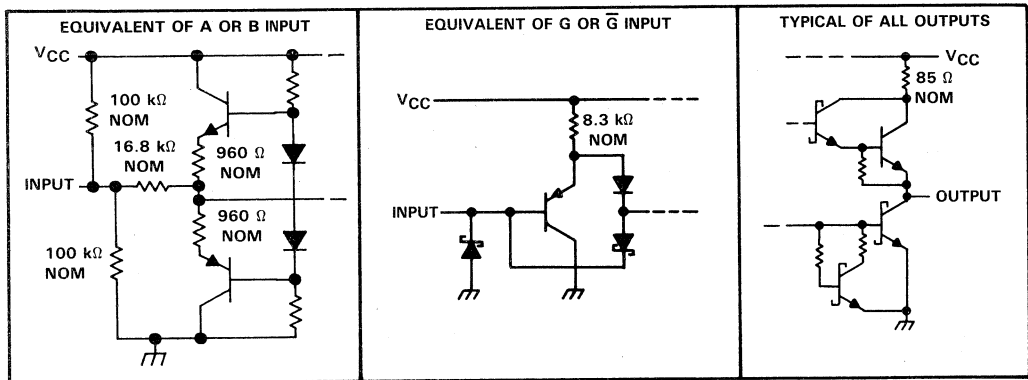 EQUIVALENT OF A OR B INPUT
VCC
100 kΩ
NOM
16.8 kΩ
NOM
960 Ω
NOM
INPUT
960 Ω
NOM
100 kΩ
NOM
EQUIVALENT OF G OR G̅ INPUT
VCC
8.3 kΩ
NOM
INPUT
TYPICAL OF ALL OUTPUTS
VCC
85 Ω
NOM
OUTPUT